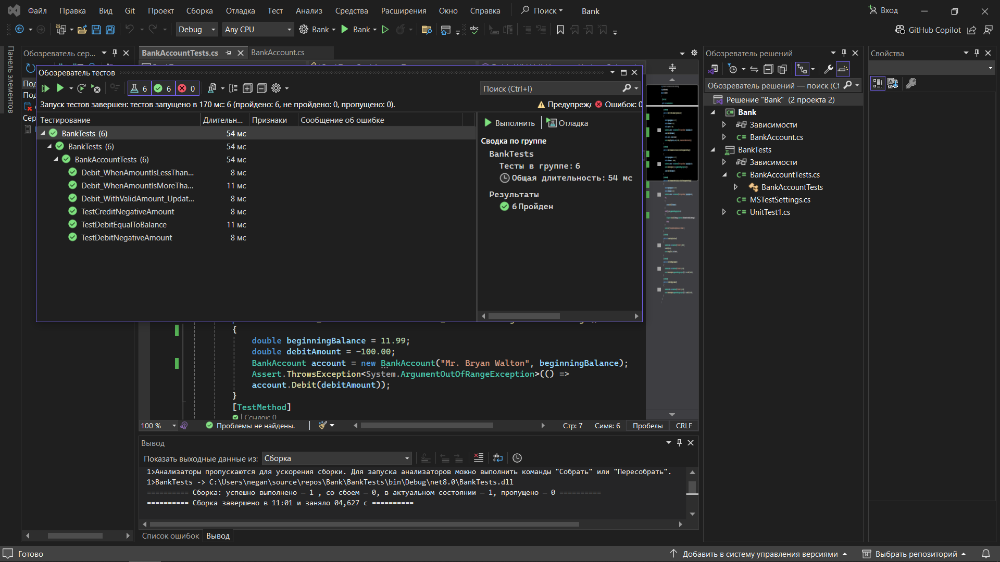 Файл Правка Вид Git Проект Сборка Отладка Тест Анализ Средства Расширения Окно Справка Поиск Bank Вход
Debug Any CPU Bank Bank abc GitHub Copilot
Панель элементов
Обозреватель сер...
BankAccountTests.cs BankAccount.cs
Обозреватель тестов
6 6 0
Поиск (Ctrl+I)
Запуск тестов завершен: тестов запущено в 170 мс: 6 (пройдено: 6, не пройдено: 0, пропущено: 0).
Предупреж Ошибок: 0
Тестирование Длительн... Признаки Сообщение об ошибке
BankTests (6) 54 мс
BankTests (6) 54 мс
BankAccountTests (6) 54 мс
Debit_WhenAmountIsLessThan... 8 мс
Debit_WhenAmountIsMoreTha... 11 мс
Debit_WithValidAmount_Updat... 8 мс
TestCreditNegativeAmount 8 мс
TestDebitEqualToBalance 11 мс
TestDebitNegativeAmount 8 мс
Выполнить Отладка
Сводка по группе
BankTests
Тесты в группе: 6
Общая длительность: 54 мс
Результаты
6 Пройден
{
double beginningBalance = 11.99;
double debitAmount = -100.00;
BankAccount account = new BankAccount("Mr. Bryan Walton", beginningBalance);
Assert.ThrowsException<System.ArgumentOutOfRangeException>(() =>
account.Debit(debitAmount));
}
[TestMethod]
Ссылок: 0
100 % Проблемы не найдены. Стр: 7 Симв: 6 Пробелы CRLF
Вывод
Показать выходные данные из: Сборка
1>Анализаторы пропускаются для ускорения сборки. Для запуска анализаторов можно выполнить команды "Собрать" или "Пересобрать".
1>BankTests -> C:\Users\negan\source\repos\Bank\BankTests\bin\Debug\net8.0\BankTests.dll
========== Сборка: успешно выполнено — 1 , со сбоем — 0, в актуальном состоянии — 1, пропущено — 0 ==========
========== Сборка завершено в 11:01 и заняло 04,627 с ==========
Список ошибок Вывод
Обозреватель решений
Обозреватель решений — поиск (Ct
Решение "Bank" (2 проекта 2)
Bank
Зависимости
C# BankAccount.cs
BankTests
Зависимости
C# BankAccountTests.cs
BankAccountTests
C# MSTestSettings.cs
C# UnitTest1.cs
Свойства
Готово Добавить в систему управления версиями Выбрать репозиторий